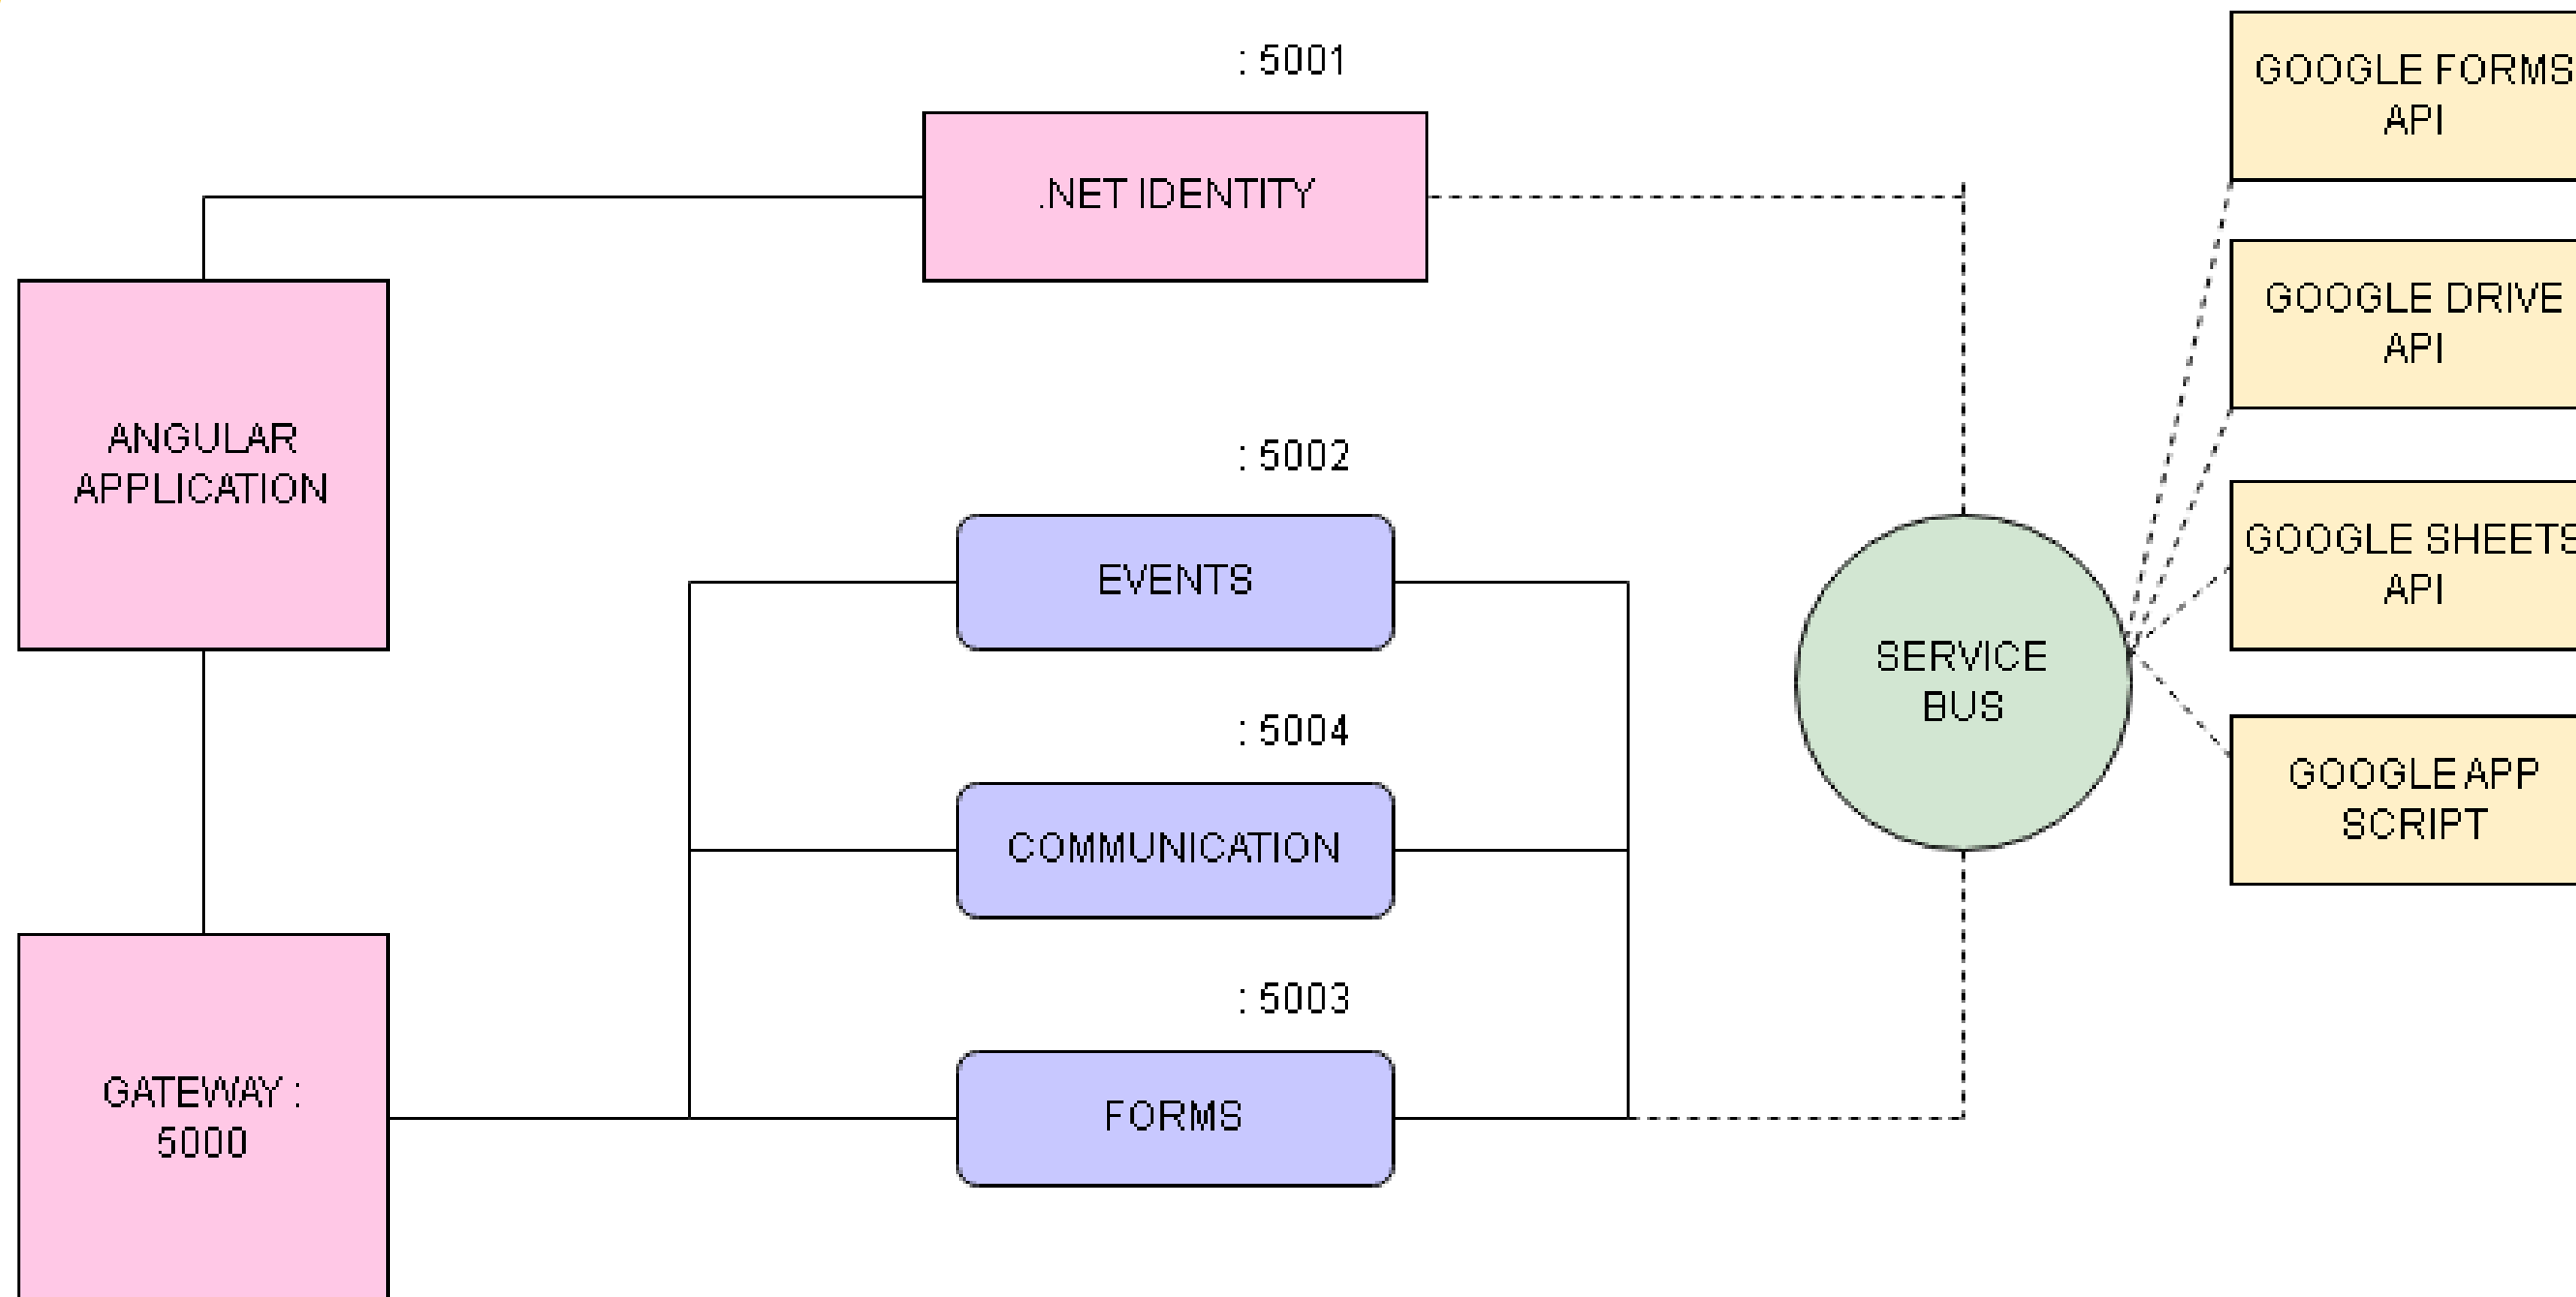 : 5001
.NET IDENTITY
GOOGLE FORMS
API
GOOGLE DRIVE
API
ANGULAR
APPLICATION
: 5002
EVENTS
GOOGLE SHEETS
API
: 5004
SERVICE
BUS
COMMUNICATION
GOOGLE APP
SCRIPT
: 5003
GATEWAY :
5000
FORMS